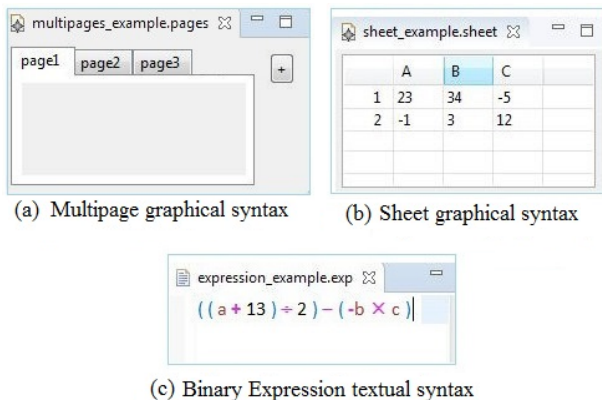 multipages_example.pages
page1 page2 page3 +
(a) Multipage graphical syntax
sheet_example.sheet
A B C
1 23 34 -5
2 -1 3 12
(b) Sheet graphical syntax
expression_example.exp
((a + 13) ÷ 2) − (-b × c)
(c) Binary Expression textual syntax